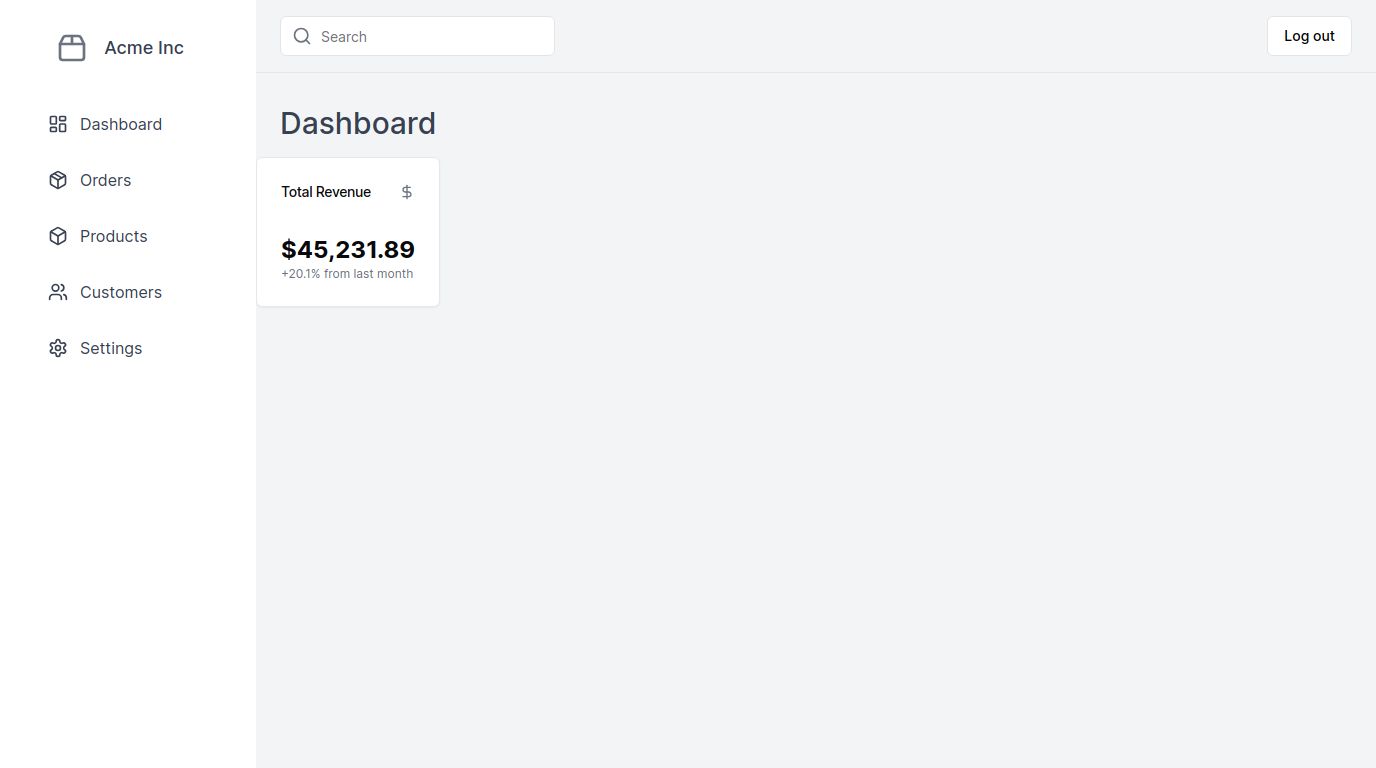 Acme Inc
Search
Log out
Dashboard
Orders
Products
Customers
Settings
Dashboard
Total Revenue
$45,231.89
+20.1% from last month